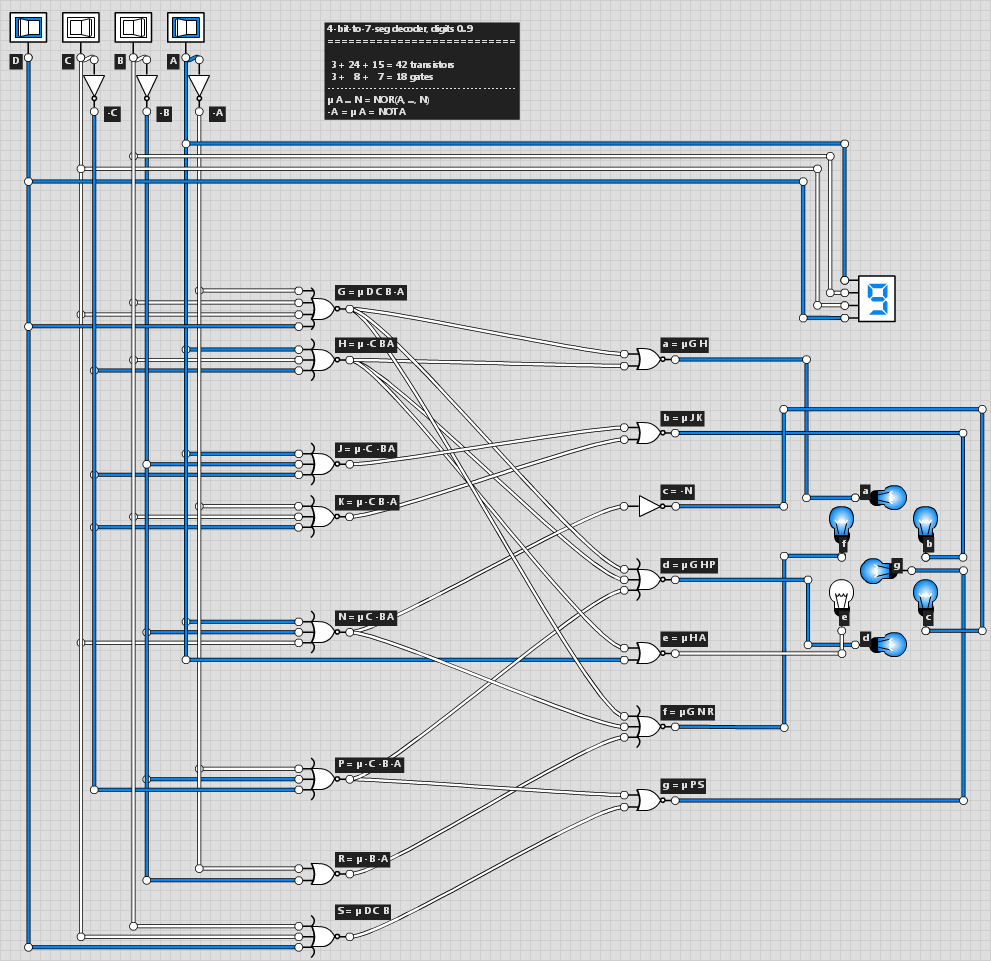 4-bit-to-7-seg decoder, digits 0..9
==============================
3 + 24 + 15 = 42 transistors
3 + 8 + 7 = 18 gates
------------------------------------------
µ A ... N = NOR(A, ..., N)
-A = µ A = NOT A
D
C
B
A
-C
-B
-A
G = µ D C B -A
H = µ -C B A
a = µ G H
b = µ J K
J = µ -C -B A
K = µ -C B -A
c = -N
a
f
b
d = µ G H P
g
N = µ C -B A
e
c
e = µ H A
d
f = µ G N R
P = µ -C -B -A
g = µ P S
R = µ -B -A
S = µ D C B
9